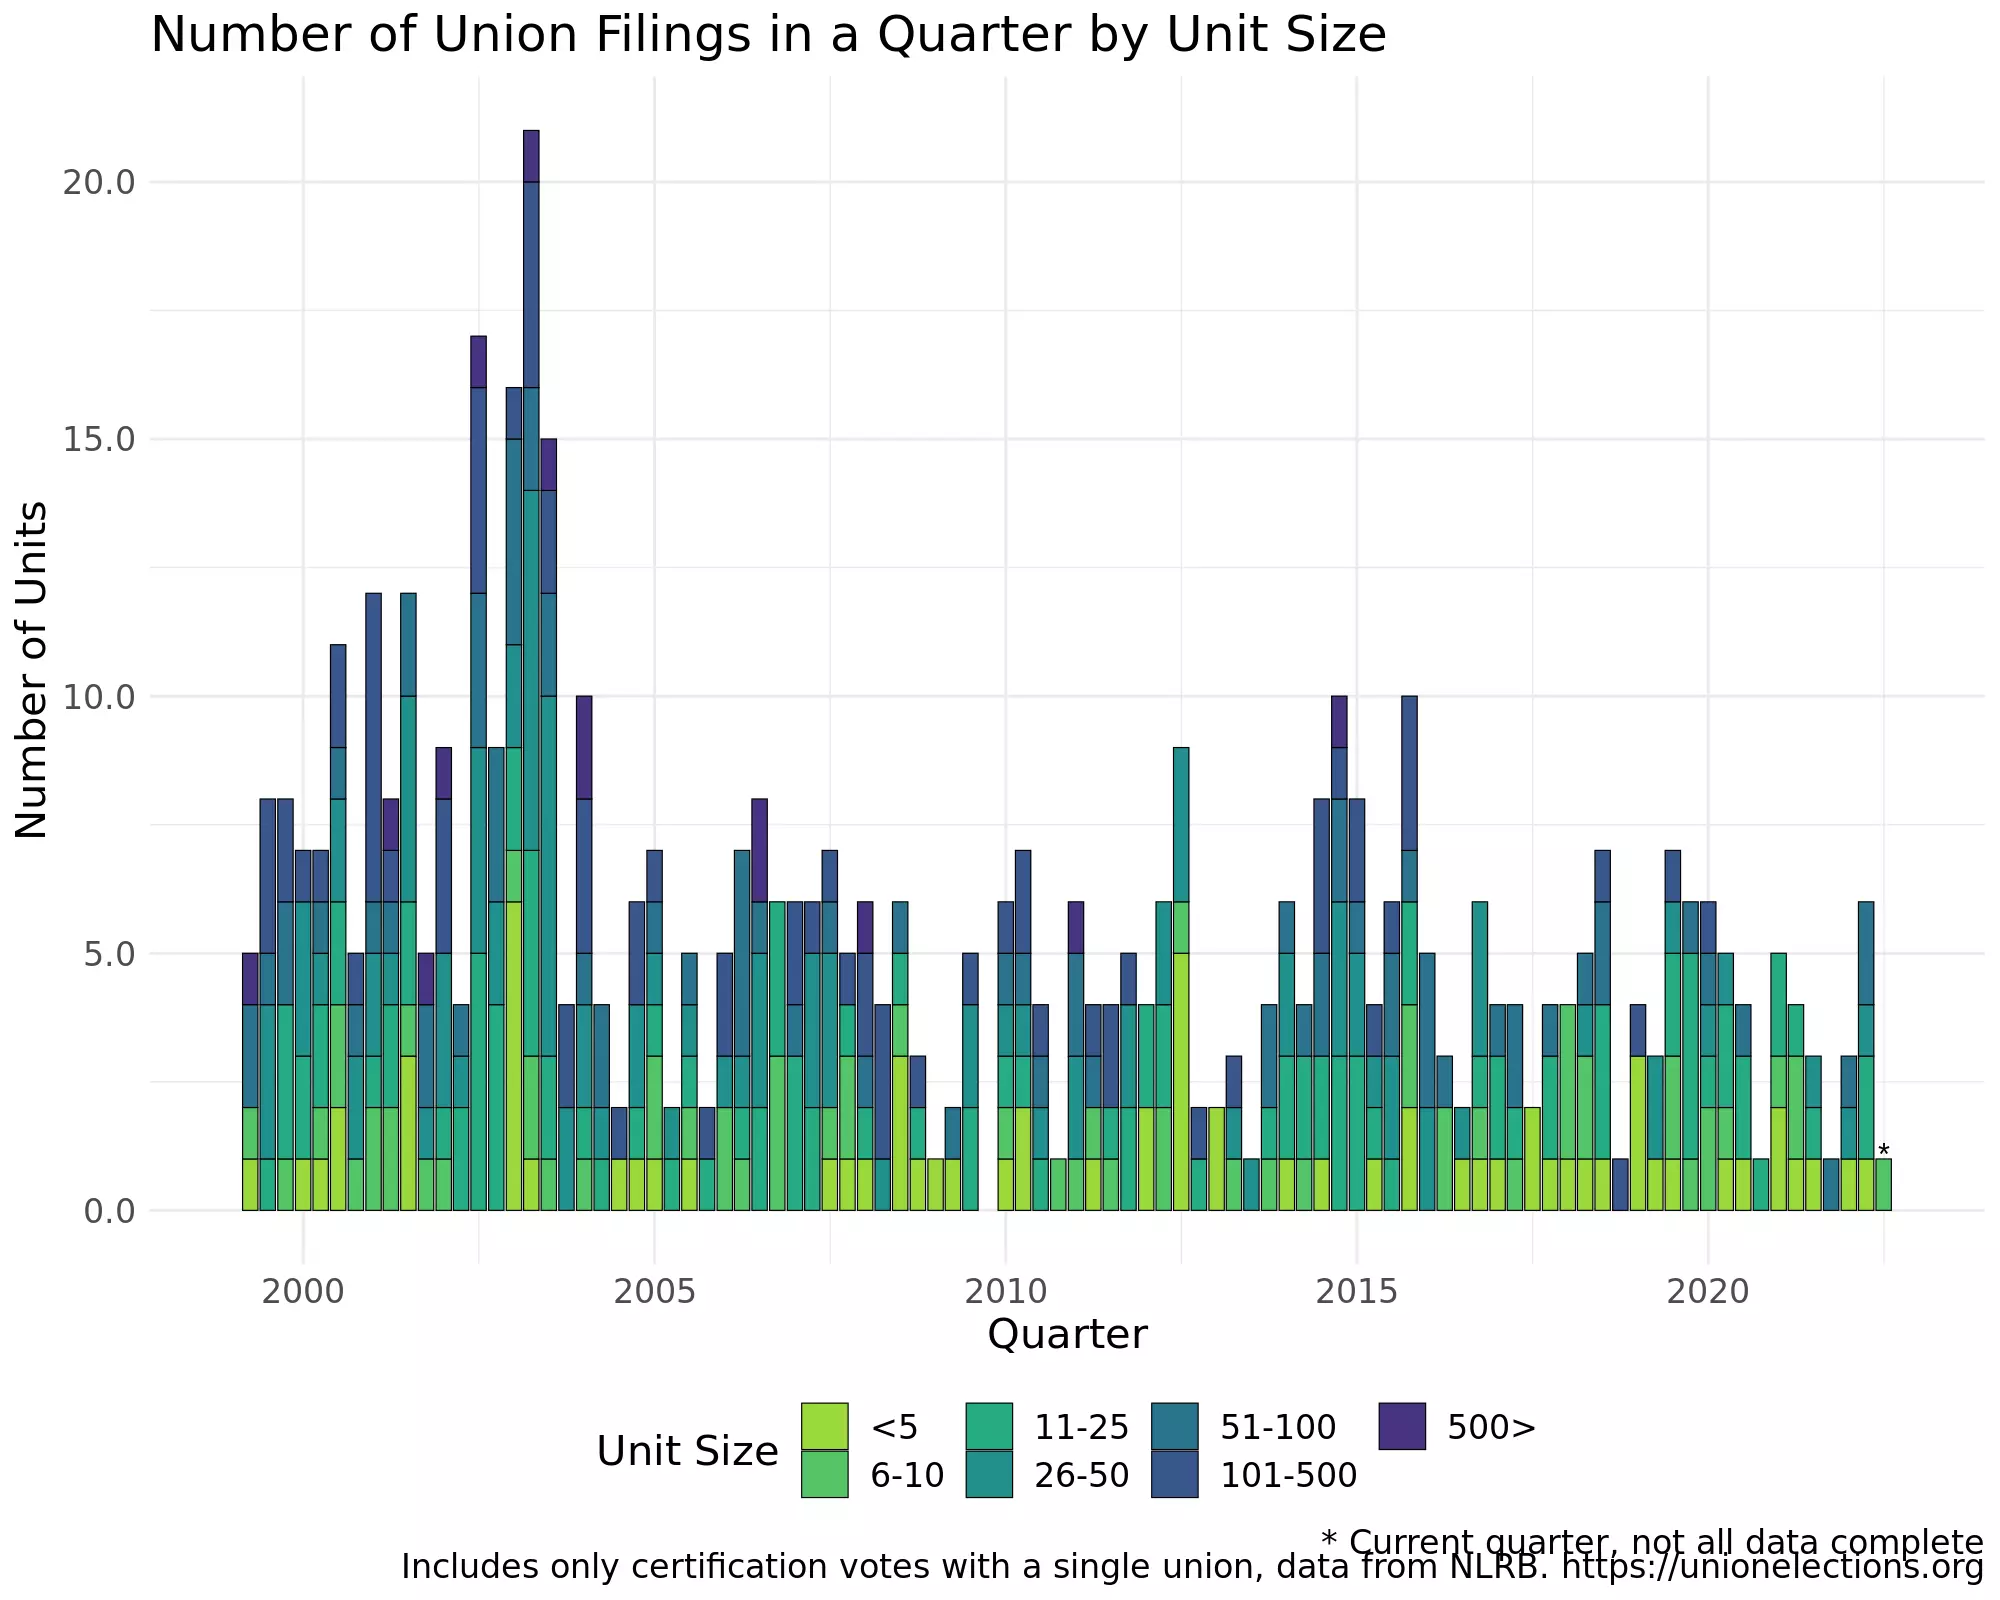 Number of Union Filings in a Quarter by Unit Size
Number of Units
20.0
15.0
10.0
5.0
0.0
*
2000 2005 2010 2015 2020
Quarter
Unit Size
<5 11-25 51-100 500>
6-10 26-50 101-500
* Current quarter, not all data complete
Includes only certification votes with a single union, data from NLRB. https://unionelections.org